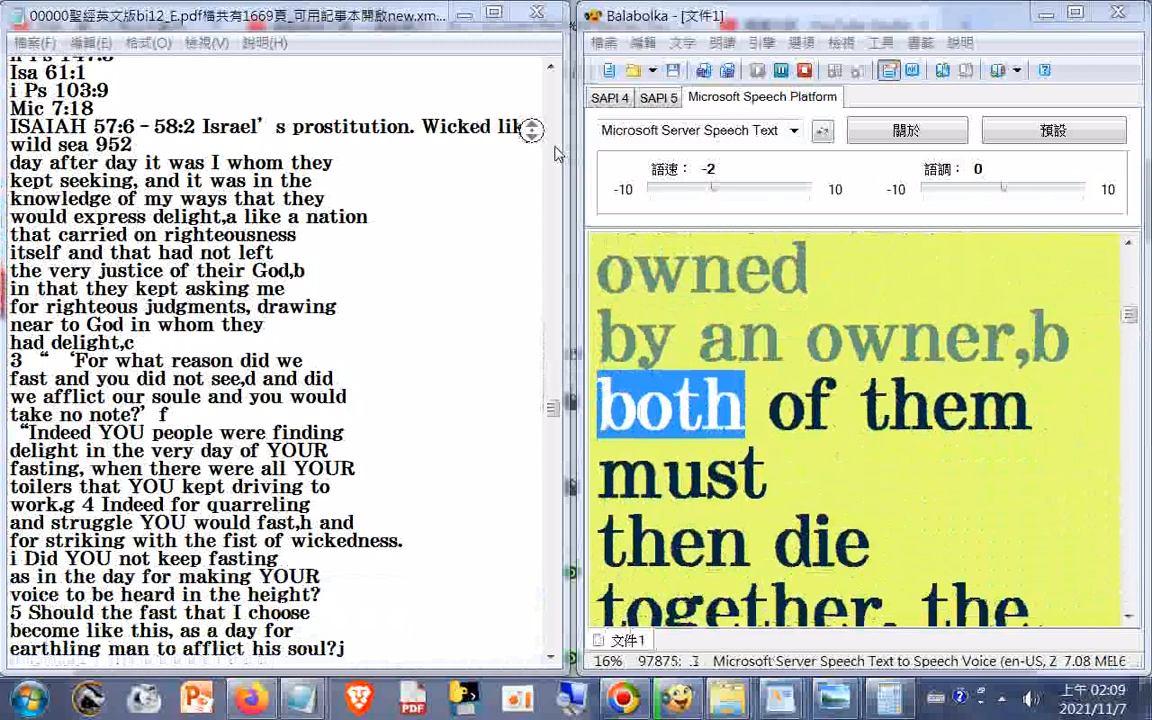 00000聖經英文版bi12_E.pdf檔共有1669頁_可用記事本開啟new.xm...
檔案(F) 編輯(E) 格式(O) 檢視(V) 說明(H)
Isa 61:1
i Ps 103:9
Mic 7:18
ISAIAH 57:6–58:2 Israel’s prostitution. Wicked lik
wild sea 952
day after day it was I whom they
kept seeking, and it was in the
knowledge of my ways that they
would express delight,a like a nation
that carried on righteousness
itself and that had not left
the very justice of their God,b
in that they kept asking me
for righteous judgments, drawing
near to God in whom they
had delight,c
3 “ ‘For what reason did we
fast and you did not see,d and did
we afflict our soule and you would
take no note?’ f
“Indeed YOU people were finding
delight in the very day of YOUR
fasting, when there were all YOUR
toilers that YOU kept driving to
work.g 4 Indeed for quarreling
and struggle YOU would fast,h and
for striking with the fist of wickedness.
i Did YOU not keep fasting
as in the day for making YOUR
voice to be heard in the height?
5 Should the fast that I choose
become like this, as a day for
earthling man to afflict his soul?j
Balabolka - [文件1]
檔案 編輯 文字 朗讀 引擎 選項 檢視 工具 書籤 說明
SAPI 4 SAPI 5 Microsoft Speech Platform
Microsoft Server Speech Text 關於 預設
語速： -2 語調： 0
-10 10 -10 10
owned
by an owner,b
both of them
must
then die
together, the
文件1
16% 97875: Microsoft Server Speech Text to Speech Voice (en-US, Z 7.08 МБ
PDF
上午 02:09
2021/11/7